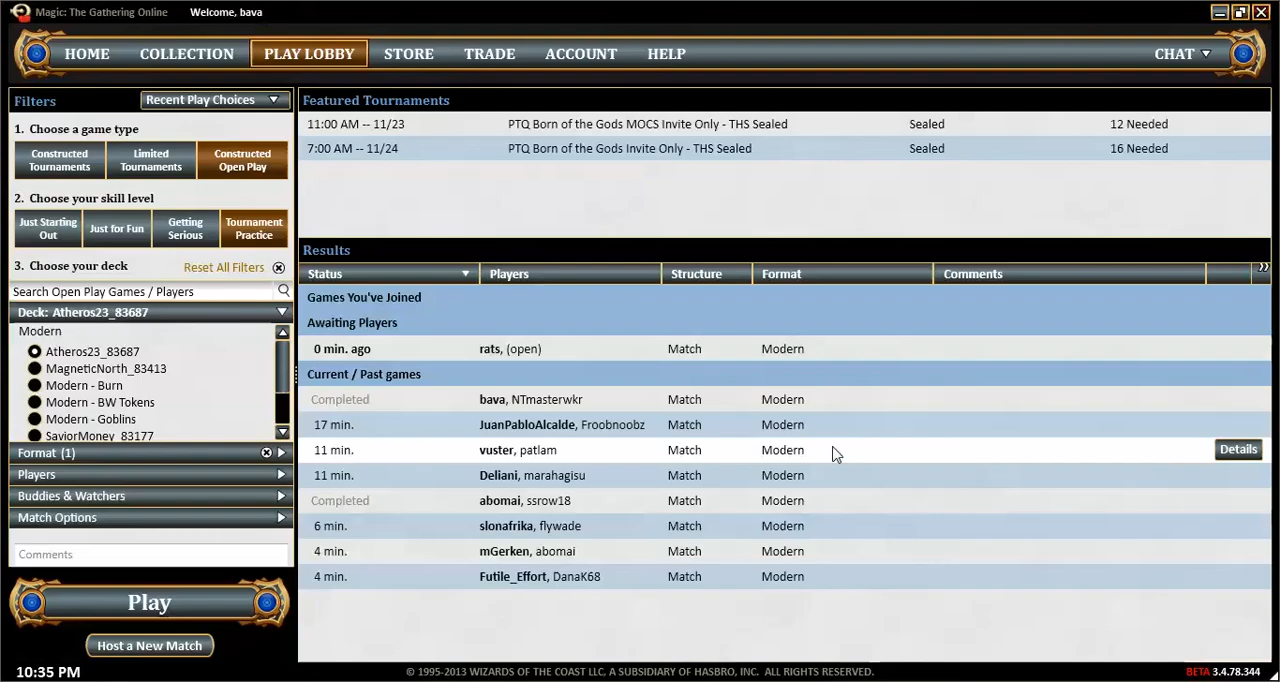 Magic: The Gathering Online Welcome, bava
HOME COLLECTION PLAY LOBBY STORE TRADE ACCOUNT HELP CHAT
Filters Recent Play Choices
1. Choose a game type
Constructed Tournaments Limited Tournaments Constructed Open Play
2. Choose your skill level
Just Starting Out Just for Fun Getting Serious Tournament Practice
3. Choose your deck Reset All Filters
Search Open Play Games / Players
Deck: Atheros23_83687
Modern
Atheros23_83687
MagneticNorth_83413
Modern - Burn
Modern - BW Tokens
Modern - Goblins
SaviorMoney_83177
Format (1)
Players
Buddies & Watchers
Match Options
Comments
Play
Host a New Match
10:35 PM
Featured Tournaments
11:00 AM -- 11/23 PTQ Born of the Gods MOCS Invite Only - THS Sealed Sealed 12 Needed
7:00 AM -- 11/24 PTQ Born of the Gods Invite Only - THS Sealed Sealed 16 Needed
Results
Status Players Structure Format Comments
Games You've Joined
Awaiting Players
0 min. ago rats, (open) Match Modern
Current / Past games
Completed bava, NTmasterwkr Match Modern
17 min. JuanPabloAlcalde, Froobnoobz Match Modern
11 min. vuster, patlam Match Modern Details
11 min. Deliani, marahagisu Match Modern
Completed abomai, ssrow18 Match Modern
6 min. slonafrika, flywade Match Modern
4 min. mGerken, abomai Match Modern
4 min. Futile_Effort, DanaK68 Match Modern
© 1995-2013 WIZARDS OF THE COAST LLC, A SUBSIDIARY OF HASBRO, INC. ALL RIGHTS RESERVED.
BETA 3.4.78.344